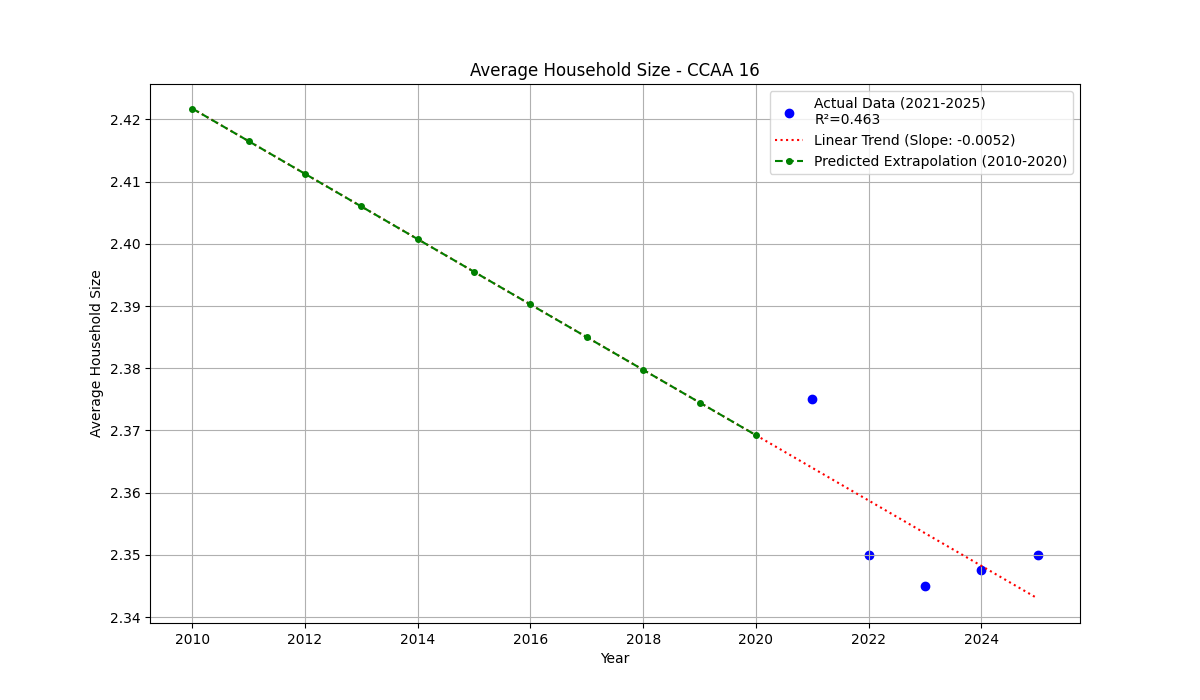 Average Household Size - CCAA 16
Actual Data (2021-2025)
R²=0.463
Linear Trend (Slope: -0.0052)
Predicted Extrapolation (2010-2020)
Average Household Size
2.42
2.41
2.40
2.39
2.38
2.37
2.36
2.35
2.34
2010 2012 2014 2016 2018 2020 2022 2024
Year